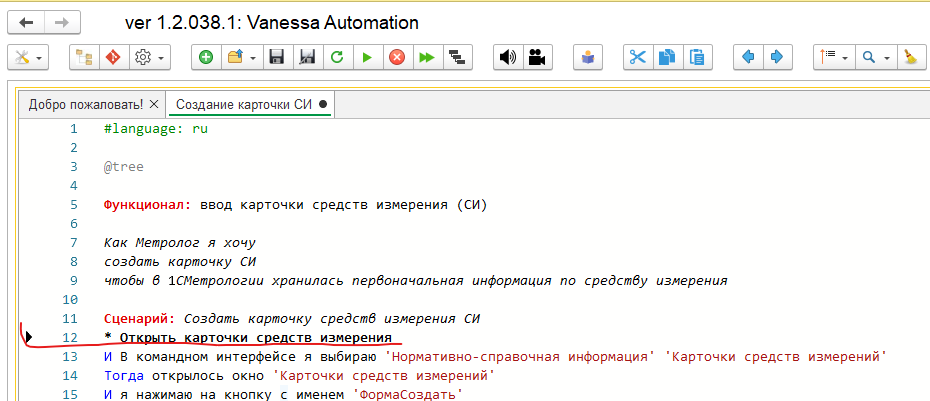 ver 1.2.038.1: Vanessa Automation
Добро пожаловать! ×
Создание карточки СИ ●
1 #language: ru
2
3 @tree
4
5 Функционал: ввод карточки средств измерения (СИ)
6
7 Как Метролог я хочу
8 создать карточку СИ
9 чтобы в 1СМетрологии хранилась первоначальная информация по средству измерения
10
11 Сценарий: Создать карточку средств измерения СИ
12 * Открыть карточки средств измерения
13 И В командном интерфейсе я выбираю 'Нормативно-справочная информация' 'Карточки средств измерений'
14 Тогда открылось окно 'Карточки средств измерений'
15 И я нажимаю на кнопку с именем 'ФормаСоздать'